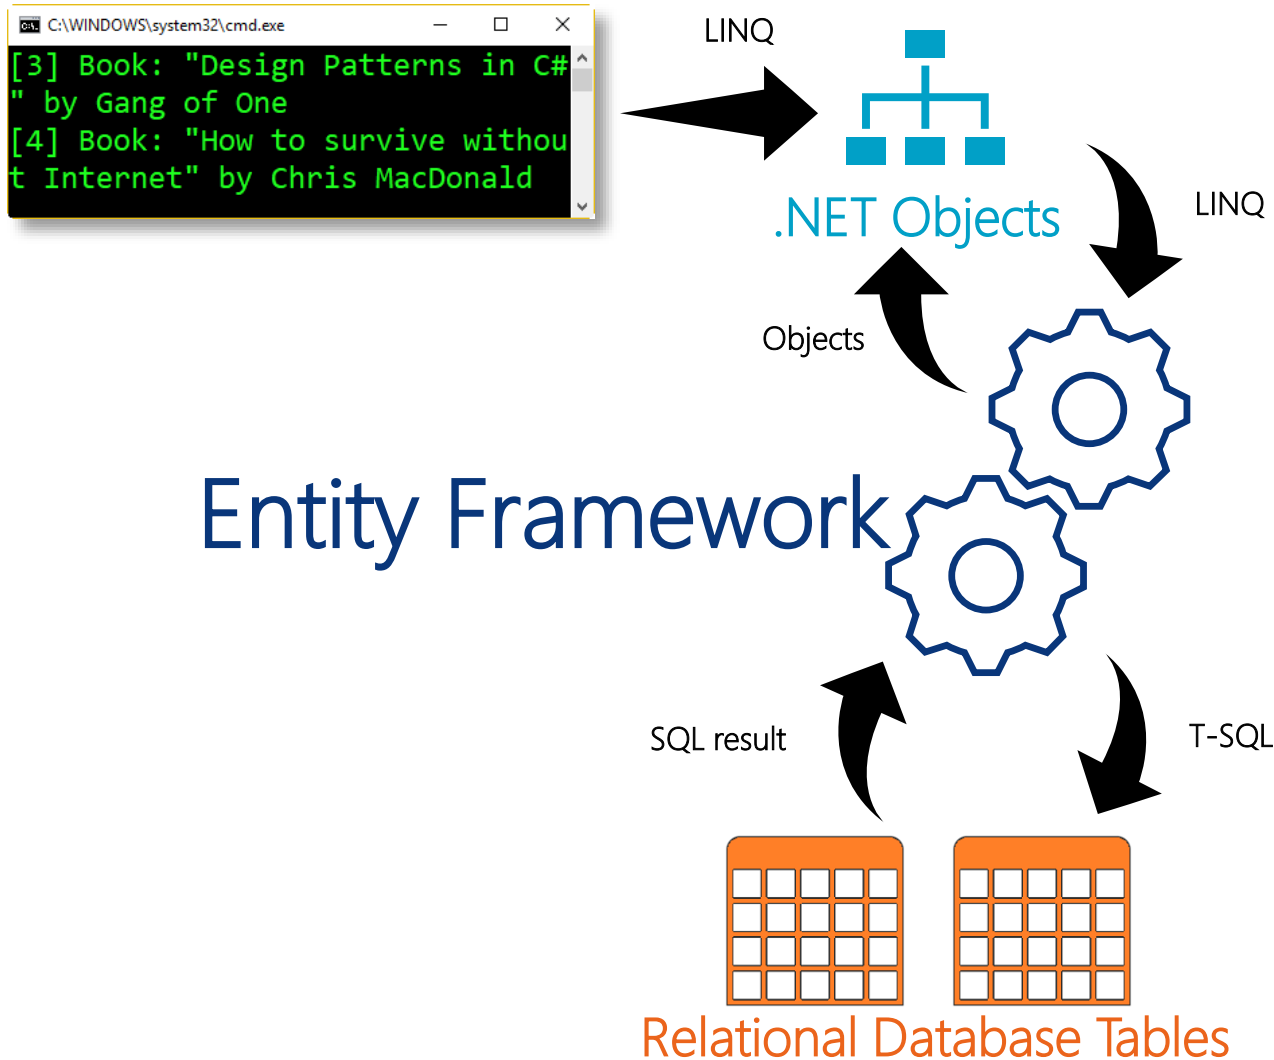 C:\WINDOWS\system32\cmd.exe
[3] Book: "Design Patterns in C#
" by Gang of One
[4] Book: "How to survive withou
t Internet" by Chris MacDonald
LINQ
.NET Objects
LINQ
Objects
Entity Framework
SQL result
T-SQL
Relational Database Tables